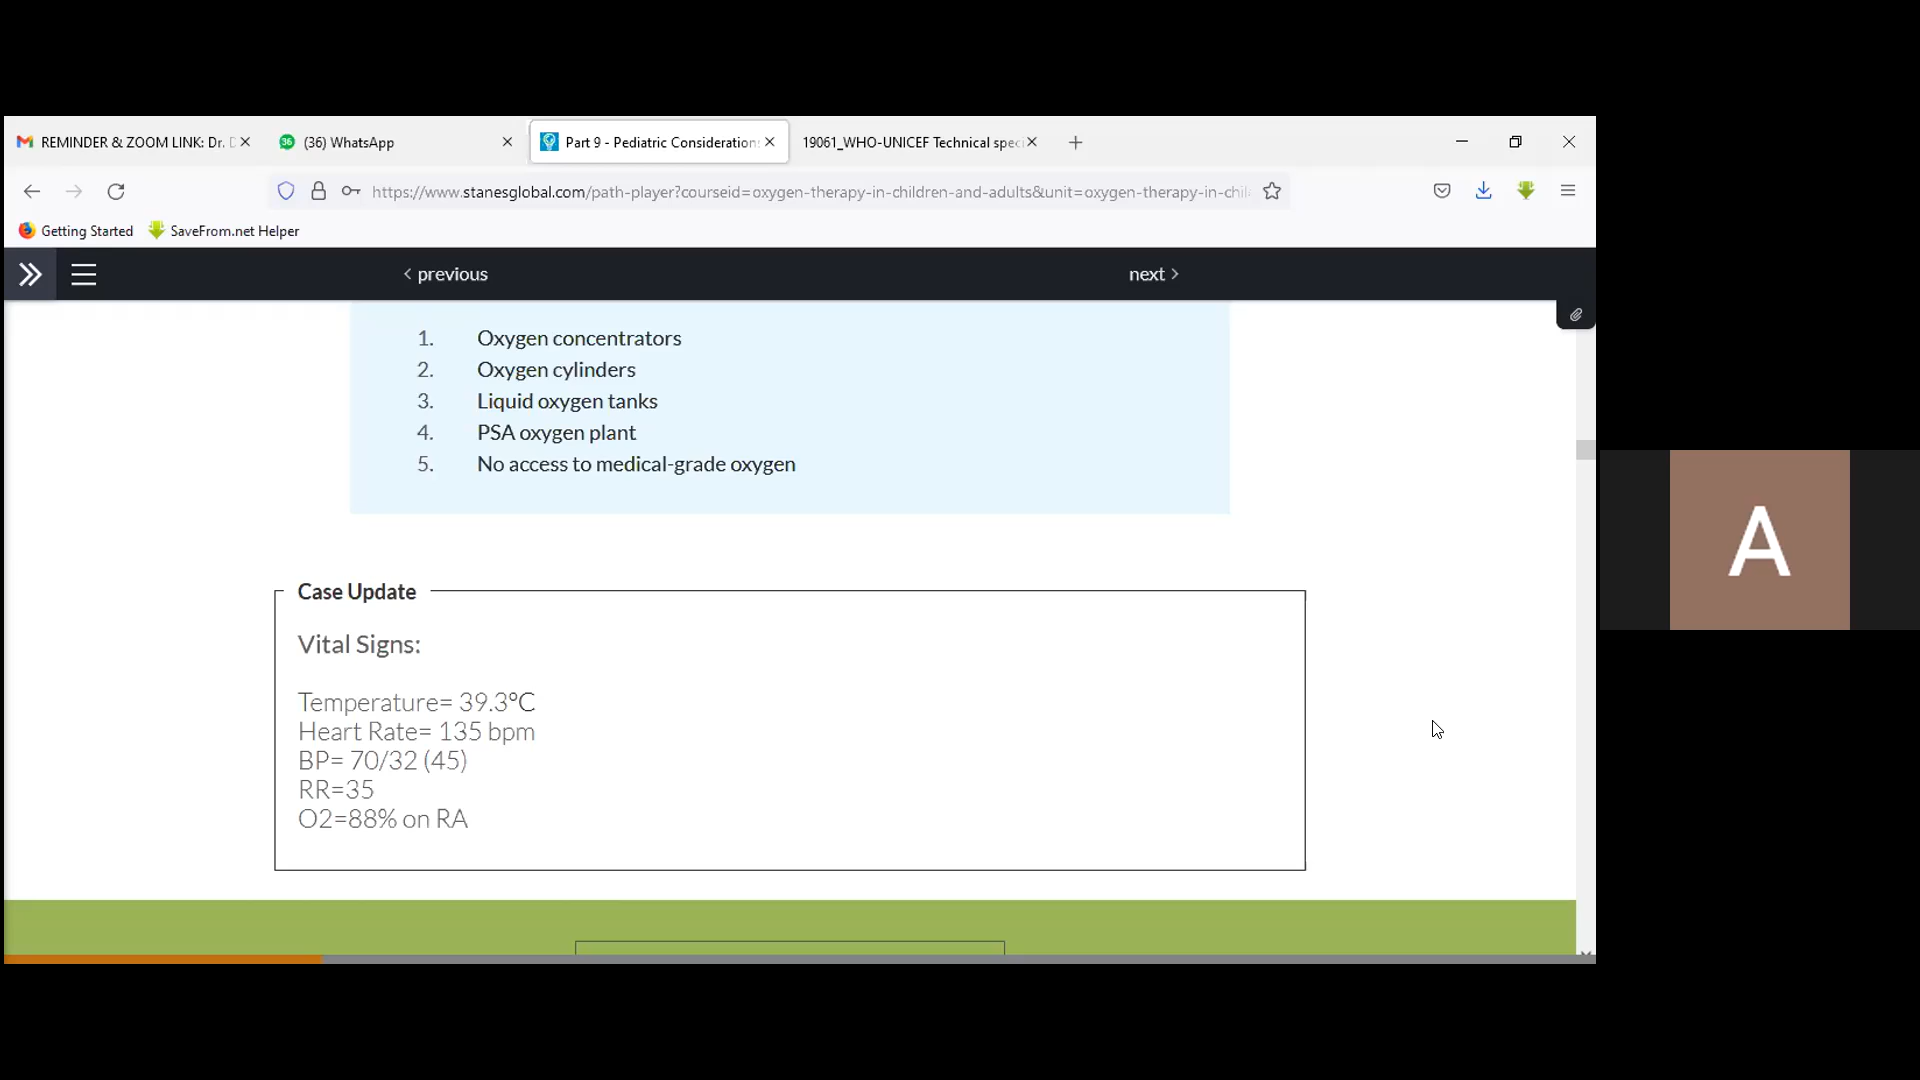 REMINDER & ZOOM LINK: Dr. D
(36) WhatsApp
Part 9 - Pediatric Consideration
19061_WHO-UNICEF Technical spec
https://www.stanesglobal.com/path-player?courseid=oxygen-therapy-in-children-and-adults&unit=oxygen-therapy-in-chil
Getting Started
SaveFrom.net Helper
previous
next
1. Oxygen concentrators
2. Oxygen cylinders
3. Liquid oxygen tanks
4. PSA oxygen plant
5. No access to medical-grade oxygen
Case Update
Vital Signs:
Temperature= 39.3°C
Heart Rate= 135 bpm
BP= 70/32 (45)
RR=35
O2=88% on RA
A